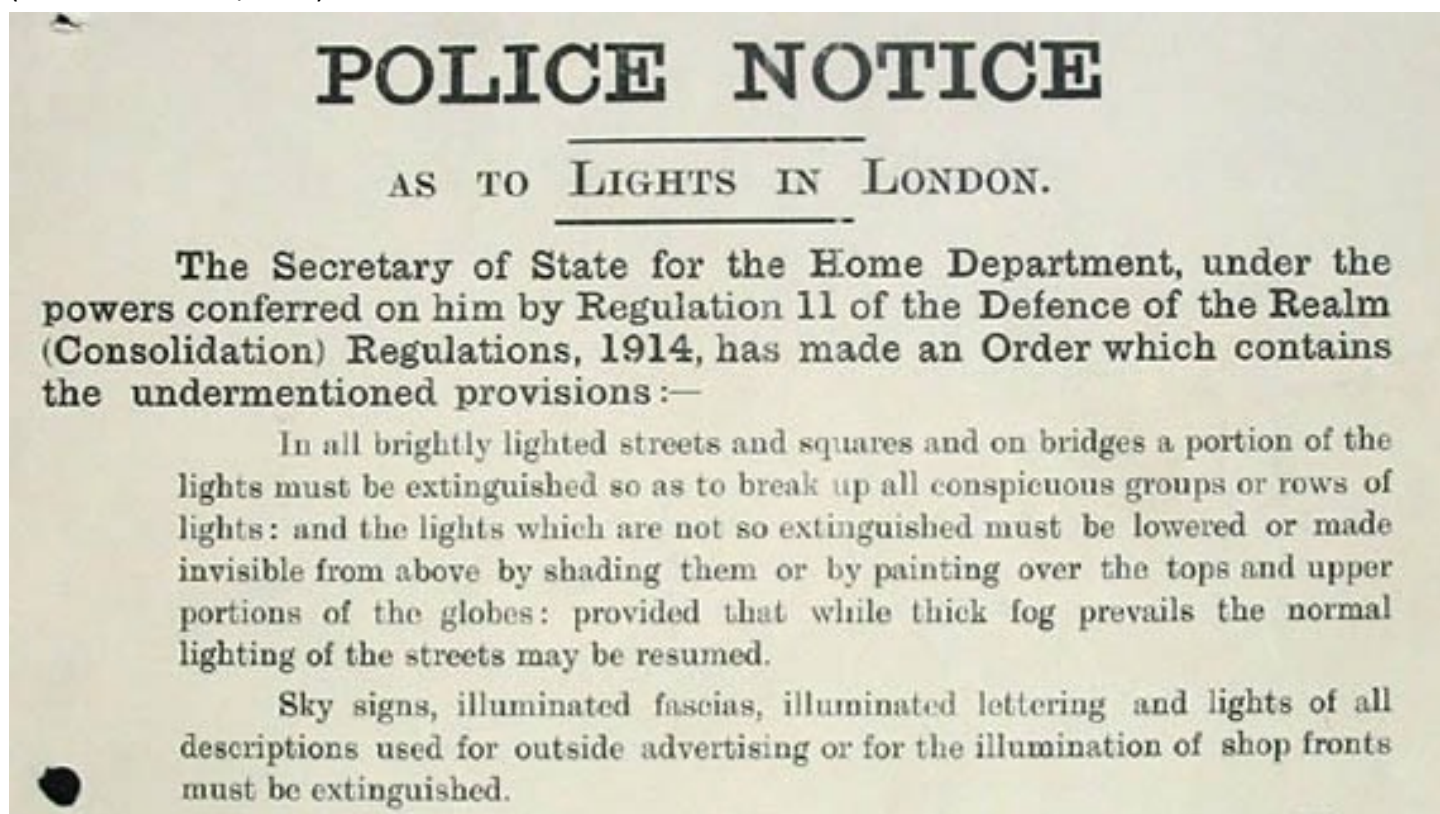 POLICE NOTICE
AS TO LIGHTS IN LONDON.
The Secretary of State for the Home Department, under the
powers conferred on him by Regulation 11 of the Defence of the Realm
(Consolidation) Regulations, 1914, has made an Order which contains
the undermentioned provisions:—
In all brightly lighted streets and squares and on bridges a portion of the
lights must be extinguished so as to break up all conspicuous groups or rows of
lights: and the lights which are not so extinguished must be lowered or made
invisible from above by shading them or by painting over the tops and upper
portions of the globes: provided that while thick fog prevails the normal
lighting of the streets may be resumed.
Sky signs, illuminated fascias, illuminated lettering and lights of all
descriptions used for outside advertising or for the illumination of shop fronts
must be extinguished.